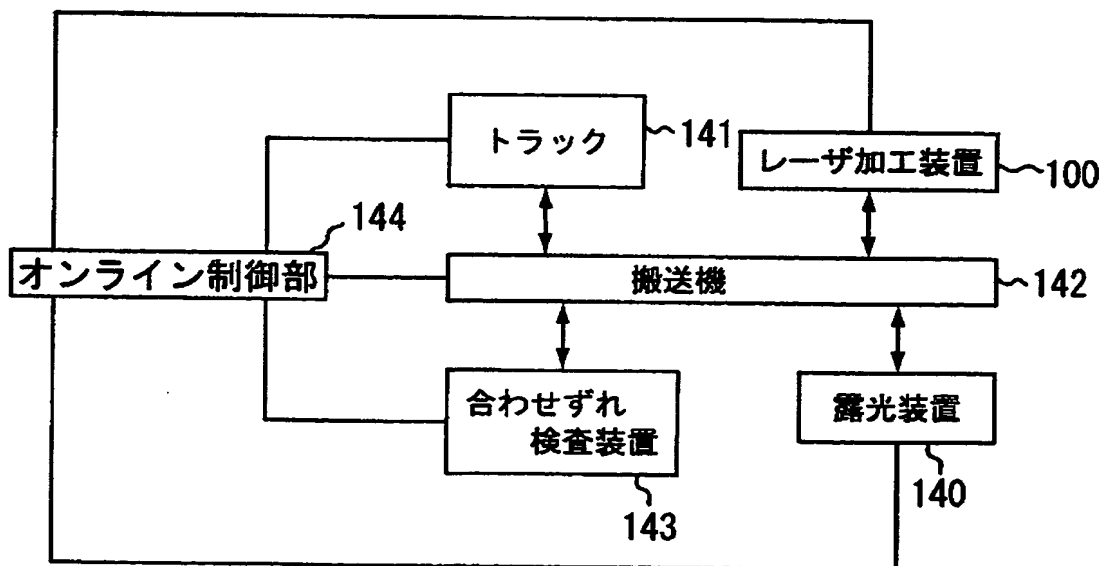 トラック
141
レーザ加工装置
100
144
オンライン制御部
搬送機
142
合わせずれ
検査装置
143
露光装置
140